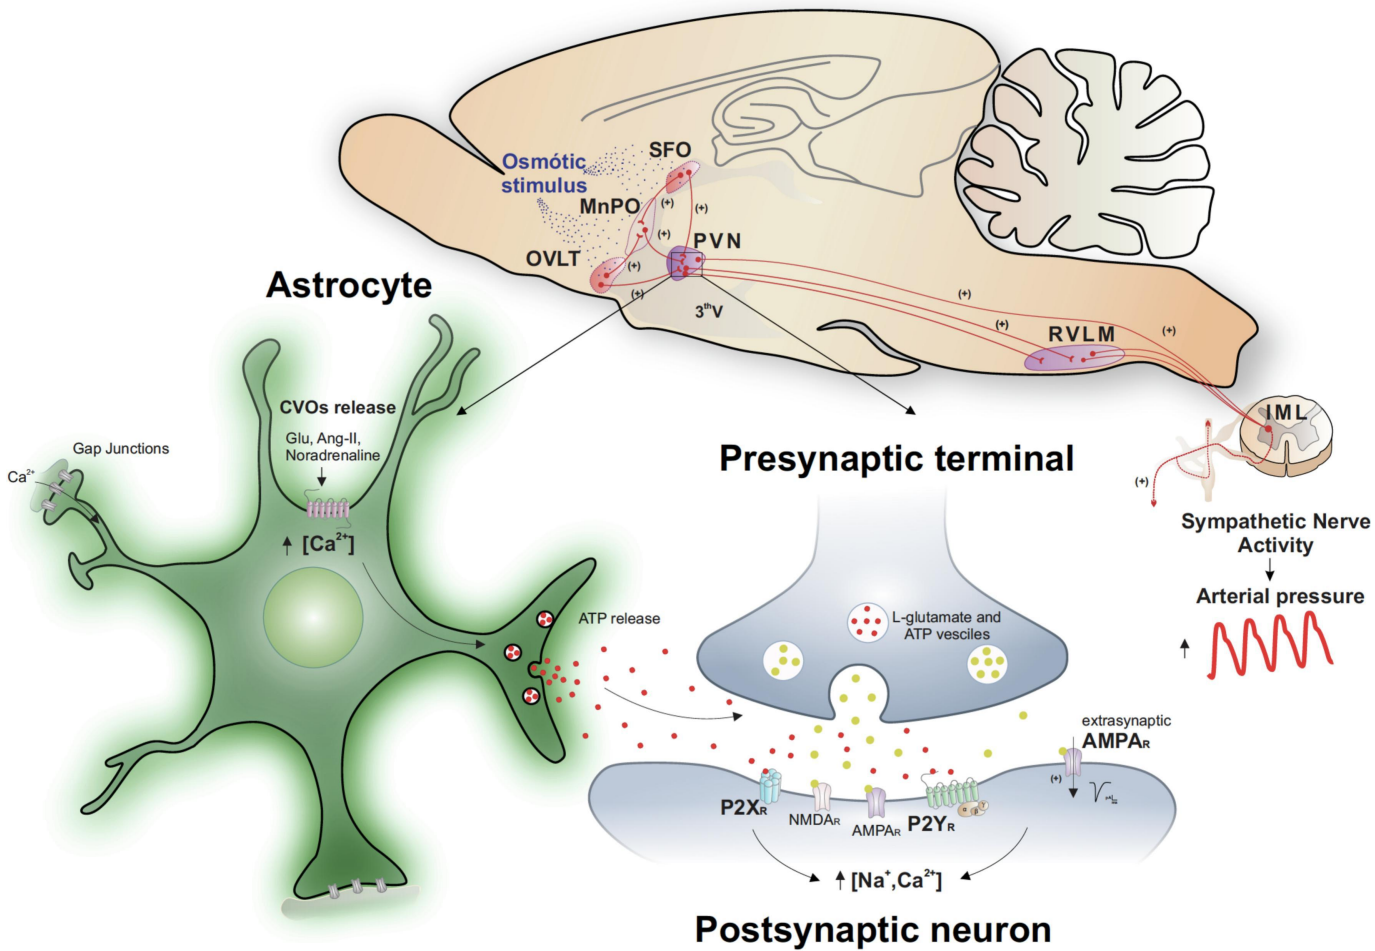 SFO
Osmótic
stimulus
MnPO
(+)
(+)
(+)
PVN
OVLT
(+)
(+)
3thV
(+)
(+)
(+)
RVLM
IML
(+)
Astrocyte
CVOs release
Glu, Ang-II,
Noradrenaline
Gap Junctions
Ca2+
[Ca2+]
ATP release
Presynaptic terminal
L-glutamate and
ATP vesciles
Sympathetic Nerve
Activity
Arterial pressure
extrasynaptic
AMPAR
(+)
P2XR
NMDAR
AMPAR
P2YR
α
β
γ
[Na+,Ca2+]
Postsynaptic neuron